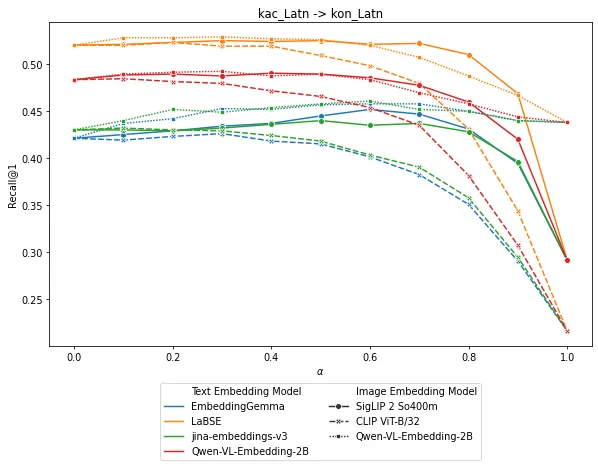 kac_Latn -> kon_Latn
Recall@1
0.50
0.45
0.40
0.35
0.30
0.25
0.0
0.2
0.4
0.6
0.8
1.0
α
Text Embedding Model
EmbeddingGemma
LaBSE
jina-embeddings-v3
Qwen-VL-Embedding-2B
Image Embedding Model
SigLIP 2 So400m
CLIP ViT-B/32
Qwen-VL-Embedding-2B